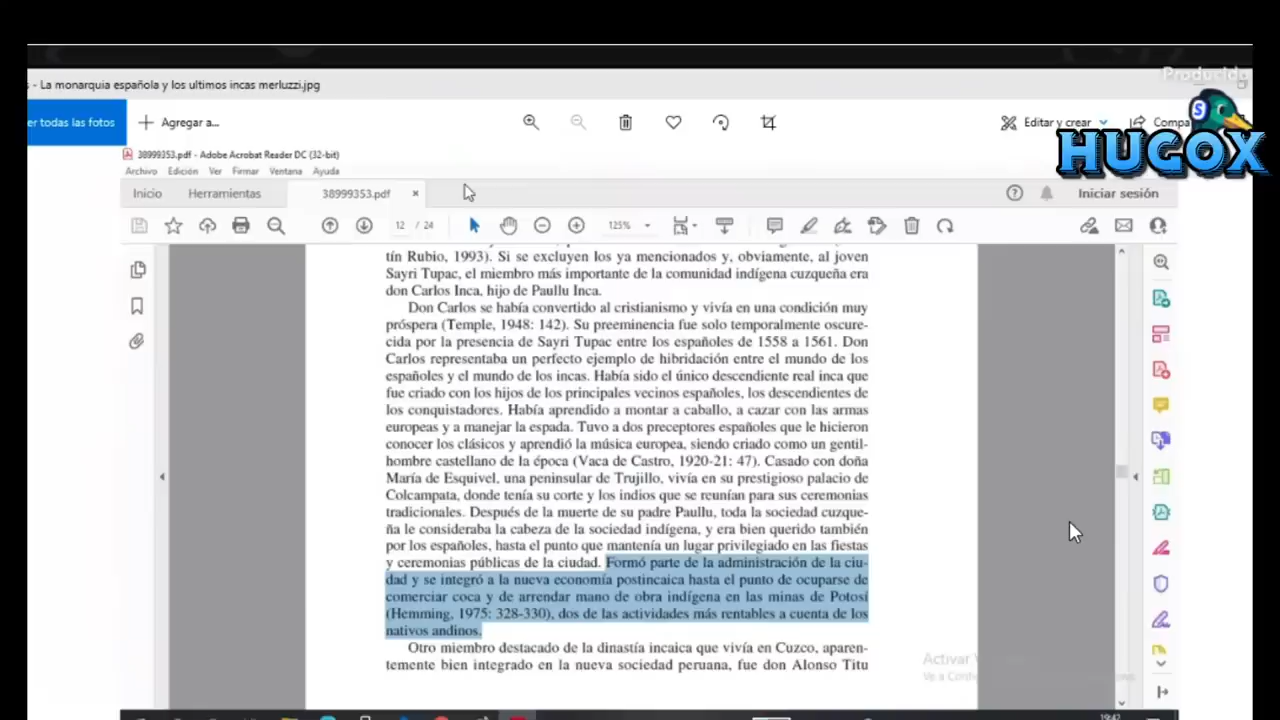 Producido
- La monarquia española y los ultimos incas merluzzi.jpg
er todas las fotos
Agregar a...
Editar y crear
Compa
HUGOX
S
38999353.pdf - Adobe Acrobat Reader DC (32-bit)
Archivo Edición Ver Firmar Ventana Ayuda
Inicio Herramientas 38999353.pdf × Iniciar sesión
12 / 24 125%
tín Rubio, 1993). Si se excluyen los ya mencionados y, obviamente, al joven
Sayri Tupac, el miembro más importante de la comunidad indígena cuzqueña era
don Carlos Inca, hijo de Paullu Inca.
Don Carlos se había convertido al cristianismo y vivía en una condición muy
próspera (Temple, 1948: 142). Su preeminencia fue solo temporalmente oscure-
cida por la presencia de Sayri Tupac entre los españoles de 1558 a 1561. Don
Carlos representaba un perfecto ejemplo de hibridación entre el mundo de los
españoles y el mundo de los incas. Había sido el único descendiente real inca que
fue criado con los hijos de los principales vecinos españoles, los descendientes de
los conquistadores. Había aprendido a montar a caballo, a cazar con las armas
europeas y a manejar la espada. Tuvo a dos preceptores españoles que le hicieron
conocer los clásicos y aprendió la música europea, siendo criado como un gentil-
hombre castellano de la época (Vaca de Castro, 1920-21: 47). Casado con doña
María de Esquivel, una peninsular de Trujillo, vivía en su prestigioso palacio de
Colcampata, donde tenía su corte y los indios que se reunían para sus ceremonias
tradicionales. Después de la muerte de su padre Paullu, toda la sociedad cuzque-
ña le consideraba la cabeza de la sociedad indígena, y era bien querido también
por los españoles, hasta el punto que mantenía un lugar privilegiado en las fiestas
y ceremonias públicas de la ciudad. Formó parte de la administración de la ciu-
dad y se integró a la nueva economía postincaica hasta el punto de ocuparse de
comerciar coca y de arrendar mano de obra indígena en las minas de Potosí
(Hemming, 1975: 328-330), dos de las actividades más rentables a cuenta de los
nativos andinos.
Otro miembro destacado de la dinastía incaica que vivía en Cuzco, aparen-
temente bien integrado en la nueva sociedad peruana, fue don Alonso Titu
Activar
19:42